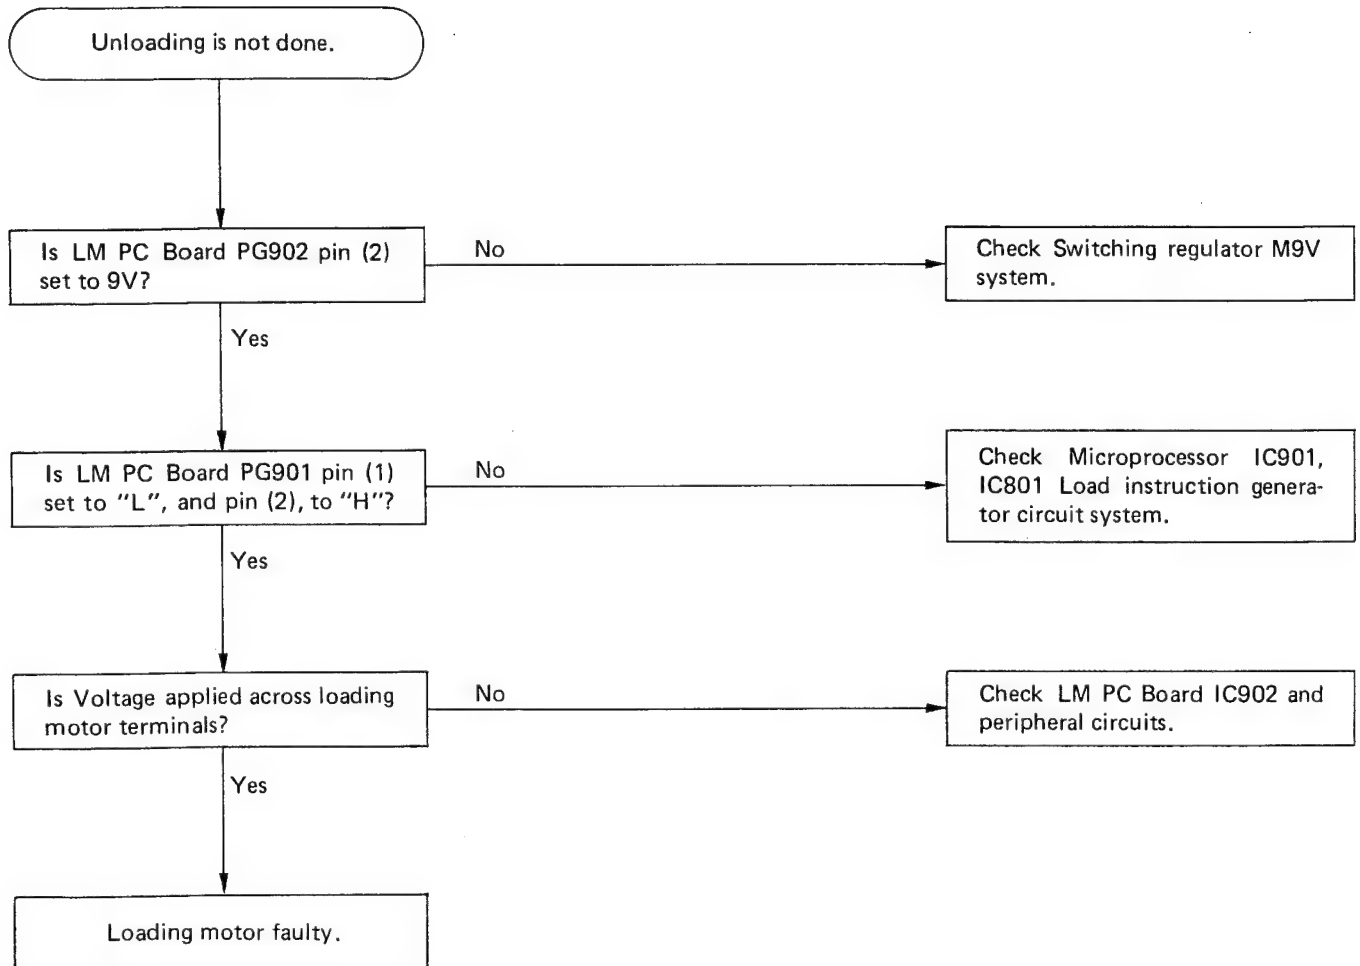 Unloading is not done.
Is LM PC Board PG902 pin (2)
set to 9V?
No
Check Switching regulator M9V
system.
Yes
Is LM PC Board PG901 pin (1)
set to "L", and pin (2), to "H"?
No
Check Microprocessor IC901,
IC801 Load instruction genera-
tor circuit system.
Yes
Is Voltage applied across loading
motor terminals?
No
Check LM PC Board IC902 and
peripheral circuits.
Yes
Loading motor faulty.